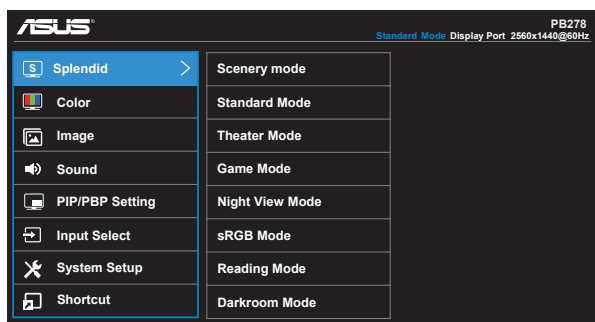 ASUS
PB278
Standard Mode Display Port 2560x1440@60Hz
S Splendid
Color
Image
Sound
PIP/PBP Setting
Input Select
System Setup
Shortcut
Scenery mode
Standard Mode
Theater Mode
Game Mode
Night View Mode
sRGB Mode
Reading Mode
Darkroom Mode